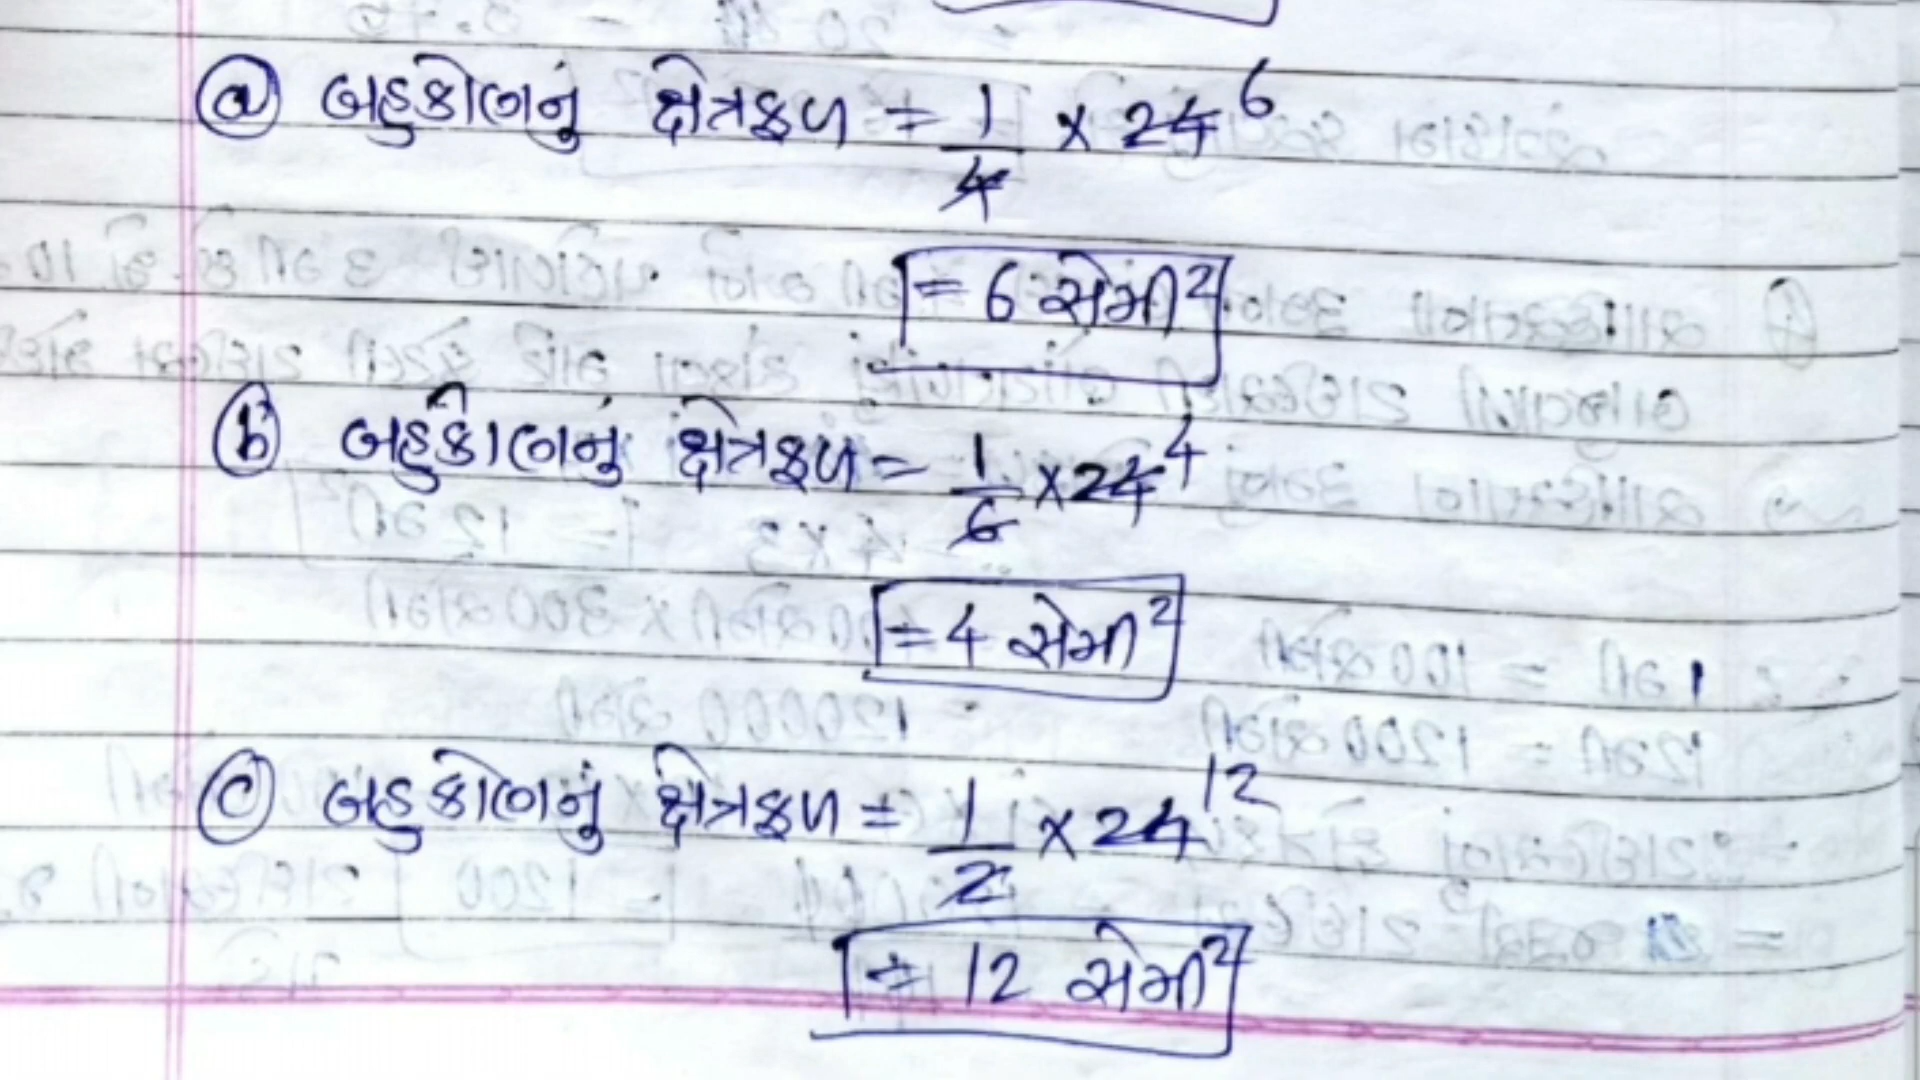 ⓐ બહુકોણનું ક્ષેત્રફળ = 1/4 × 24 6
= 6 સેમી²
ⓑ બહુકોણનું ક્ષેત્રફળ = 1/6 × 24 4
= 4 સેમી²
ⓒ બહુકોણનું ક્ષેત્રફળ = 1/2 × 24 12
= 12 સેમી²